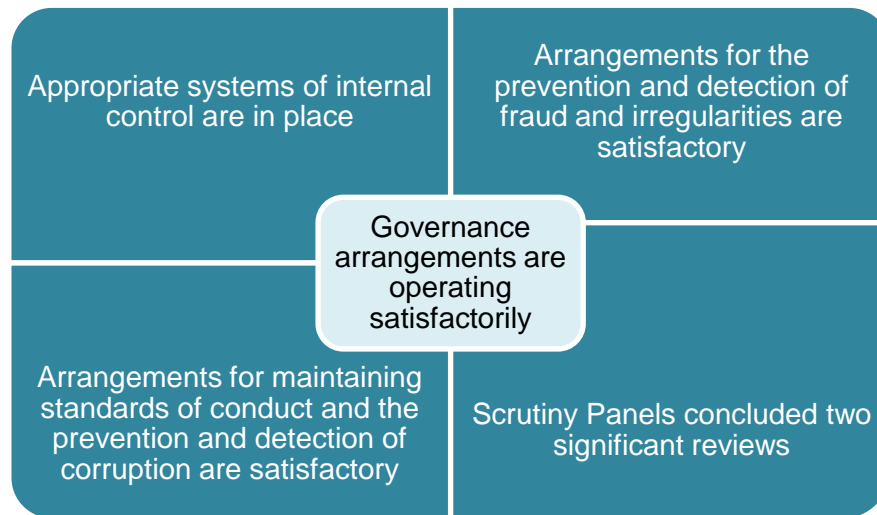 Appropriate systems of internal
control are in place
Arrangements for the
prevention and detection of
fraud and irregularities are
satisfactory
Governance
arrangements are
operating
satisfactorily
Arrangements for maintaining
standards of conduct and the
prevention and detection of
corruption are satisfactory
Scrutiny Panels concluded two
significant reviews